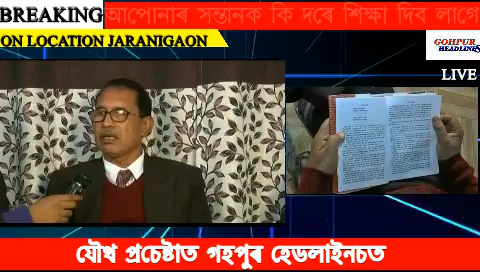 BREAKING
আপোনাৰ সন্তানক কি দৰে শিক্ষা দিব লাগে
ON LOCATION JARANIGAON
GOHPUR
HEADLINES
LIVE
যৌথ প্ৰচেষ্টাত গহপুৰ হেডলাইনচত